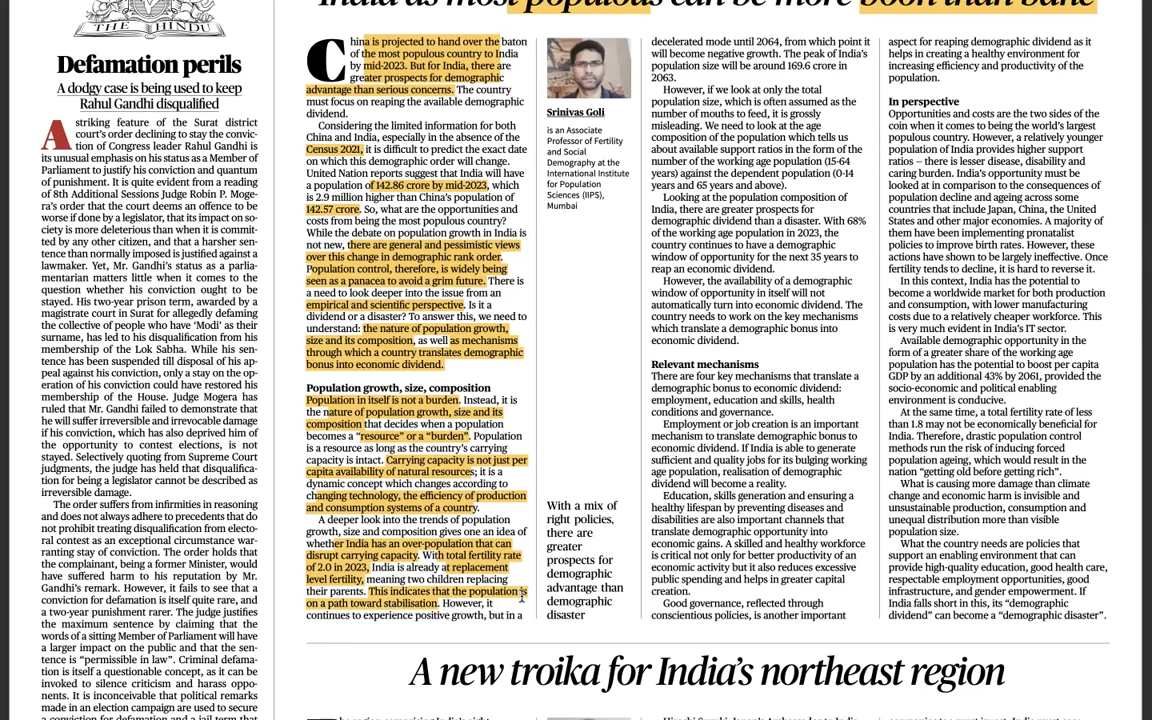 India as most populous can be more boon than bane
THE HINDU
Defamation perils
A dodgy case is being used to keep
Rahul Gandhi disqualified
A striking feature of the Surat district
court's order declining to stay the convic-
tion of Congress leader Rahul Gandhi is
its unusual emphasis on his status as a Member of
Parliament to justify his conviction and quantum
of punishment. It is quite evident from a reading
of 8th Additional Sessions Judge Robin P. Moge-
ra's order that the court deems an offence to be
worse if done by a legislator, that its impact on so-
ciety is more deleterious than when it is commit-
ted by any other citizen, and that a harsher sen-
tence than normally imposed is justified against a
lawmaker. Yet, Mr. Gandhi's status as a parlia-
mentarian matters little when it comes to the
question whether his conviction ought to be
stayed. His two-year prison term, awarded by a
magistrate court in Surat for allegedly defaming
the collective of people who have 'Modi' as their
surname, has led to his disqualification from his
membership of the Lok Sabha. While his sen-
tence has been suspended till disposal of his ap-
peal against his conviction, only a stay on the op-
eration of his conviction could have restored his
membership of the House. Judge Mogera has
ruled that Mr. Gandhi failed to demonstrate that
he will suffer irreversible and irrevocable damage
if his conviction, which has also deprived him of
the opportunity to contest elections, is not
stayed. Selectively quoting from Supreme Court
judgments, the judge has held that disqualifica-
tion for being a legislator cannot be described as
irreversible damage.
The order suffers from infirmities in reasoning
and does not always adhere to precedents that do
not prohibit treating disqualification from electo-
ral contest as an exceptional circumstance war-
ranting stay of conviction. The order holds that
the complainant, being a former Minister, would
have suffered harm to his reputation by Mr.
Gandhi's remark. However, it fails to see that a
conviction for defamation is itself quite rare, and
a two-year punishment rarer. The judge justifies
the maximum sentence by claiming that the
words of a sitting Member of Parliament will have
a larger impact on the public and that the sen-
tence is "permissible in law". Criminal defama-
tion is itself a questionable concept, as it can be
invoked to silence criticism and harass oppo-
nents. It is inconceivable that political remarks
made in an election campaign are used to secure
a conviction for defamation and a jail term that
China is projected to hand over the baton
of the most populous country to India
by mid-2023. But for India, there are
greater prospects for demographic
advantage than serious concerns. The country
must focus on reaping the available demographic
dividend.
Considering the limited information for both
China and India, especially in the absence of the
Census 2021, it is difficult to predict the exact date
on which this demographic order will change.
United Nations reports suggest that India will have
a population of 142.86 crore by mid-2023, which
is 2.9 million higher than China's population of
142.57 crore. So, what are the opportunities and
costs from being the most populous country?
While the debate on population growth in India is
not new, there are general and pessimistic views
over this change in demographic rank order.
Population control, therefore, is widely being
seen as a panacea to avoid a grim future. There is
a need to look deeper into the issue from an
empirical and scientific perspective. Is it a
dividend or a disaster? To answer this, we need to
understand: the nature of population growth,
size and its composition, as well as mechanisms
through which a country translates demographic
bonus into economic dividend.
Population growth, size, composition
Population in itself is not a burden. Instead, it is
the nature of population growth, size and its
composition that decides when a population
becomes a "resource" or a "burden". Population
is a resource as long as the country's carrying
capacity is intact. Carrying capacity is not just per
capita availability of natural resources; it is a
dynamic concept which changes according to
changing technology, the efficiency of production
and consumption systems of a country.
A deeper look into the trends of population
growth, size and composition gives one an idea of
whether India has an over-population that can
disrupt carrying capacity. With total fertility rate
of 2.0 in 2023, India is already at replacement
level fertility, meaning two children replacing
their parents. This indicates that the population is
on a path toward stabilisation. However, it
continues to experience positive growth, but in a
Srinivas Goli
is an Associate
Professor of Fertility
and Social
Demography at the
International Institute
for Population
Sciences (IIPS),
Mumbai
With a mix of
right policies,
there are
greater
prospects for
demographic
advantage than
demographic
disaster
decelerated mode until 2064, from which point it
will become negative growth. The peak of India's
population size will be around 169.6 crore in
2063.
However, if we look at only the total
population size, which is often assumed as the
number of mouths to feed, it is grossly
misleading. We need to look at the age
composition of the population which tells us
about available support ratios in the form of the
number of the working age population (15-64
years) against the dependent population (0-14
years and 65 years and above).
Looking at the population composition of
India, there are greater prospects for
demographic dividend than a disaster. With 68%
of the working age population in 2023, the
country continues to have a demographic
window of opportunity for the next 35 years to
reap an economic dividend.
However, the availability of a demographic
window of opportunity in itself will not
automatically turn into economic dividend. The
country needs to work on the key mechanisms
which translate a demographic bonus into
economic dividend.
Relevant mechanisms
There are four key mechanisms that translate a
demographic bonus to economic dividend:
employment, education and skills, health
conditions and governance.
Employment or job creation is an important
mechanism to translate demographic bonus to
economic dividend. If India is able to generate
sufficient and quality jobs for its bulging working
age population, realisation of demographic
dividend will become a reality.
Education, skills generation and ensuring a
healthy lifespan by preventing diseases and
disabilities are also important channels that
translate demographic opportunity into
economic gains. A skilled and healthy workforce
is critical not only for better productivity of an
economic activity but it also reduces excessive
public spending and helps in greater capital
creation.
Good governance, reflected through
conscientious policies, is another important
aspect for reaping demographic dividend as it
helps in creating a healthy environment for
increasing efficiency and productivity of the
population.
In perspective
Opportunities and costs are the two sides of the
coin when it comes to being the world's largest
populous country. However, a relatively younger
population of India provides higher support
ratios – there is lesser disease, disability and
caring burden. India's opportunity must be
looked at in comparison to the consequences of
population decline and ageing across some
countries that include Japan, China, the United
States and other major economies. A majority of
them have been implementing pronatalist
policies to improve birth rates. However, these
actions have shown to be largely ineffective. Once
fertility tends to decline, it is hard to reverse it.
In this context, India has the potential to
become a worldwide market for both production
and consumption, with lower manufacturing
costs due to a relatively cheaper workforce. This
is very much evident in India's IT sector.
Available demographic opportunity in the
form of a greater share of the working age
population has the potential to boost per capita
GDP by an additional 43% by 2061, provided the
socio-economic and political enabling
environment is conducive.
At the same time, a total fertility rate of less
than 1.8 may not be economically beneficial for
India. Therefore, drastic population control
methods run the risk of inducing forced
population ageing, which would result in the
nation "getting old before getting rich".
What is causing more damage than climate
change and economic harm is invisible and
unsustainable production, consumption and
unequal distribution more than visible
population size.
What the country needs are policies that
support an enabling environment that can
provide high-quality education, good health care,
respectable employment opportunities, good
infrastructure, and gender empowerment. If
India falls short in this, its "demographic
dividend" can become a "demographic disaster".
A new troika for India's northeast region